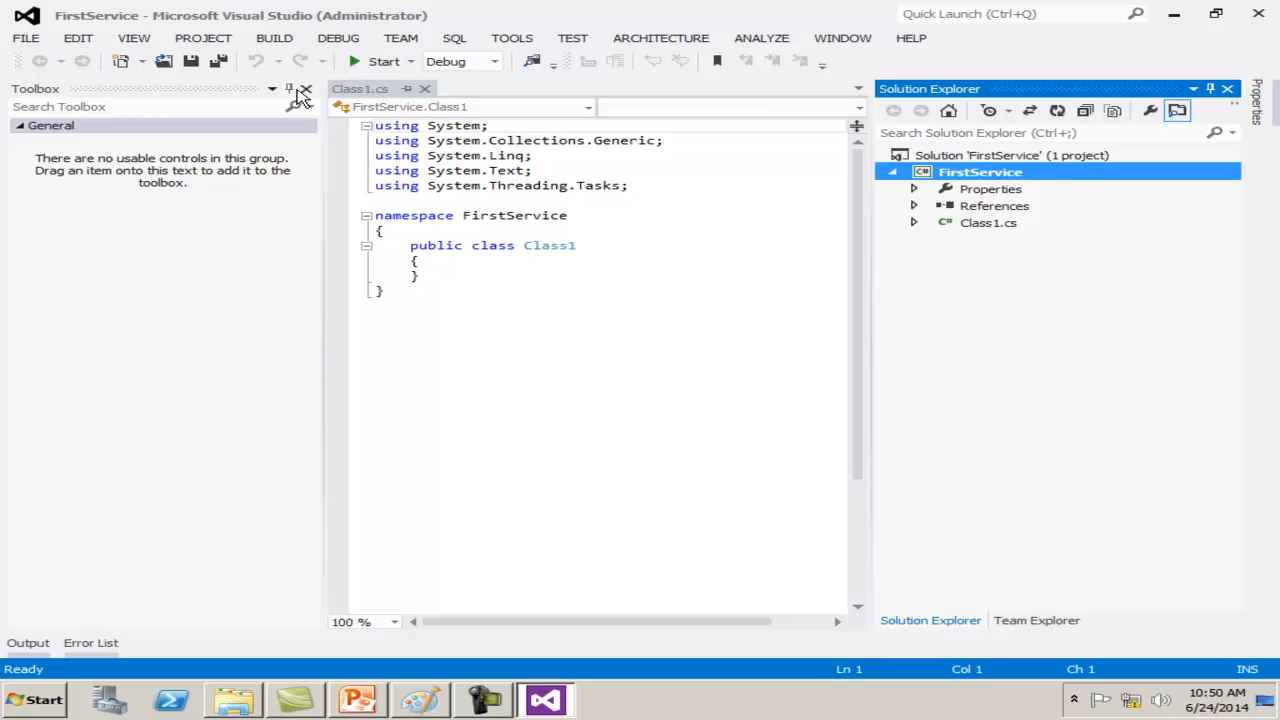 FirstService - Microsoft Visual Studio (Administrator)
Quick Launch (Ctrl+Q)
FILE EDIT VIEW PROJECT BUILD DEBUG TEAM SQL TOOLS TEST ARCHITECTURE ANALYZE WINDOW HELP
Start Debug
Toolbox
Search Toolbox
General
There are no usable controls in this group.
Drag an item onto this text to add it to the
toolbox.
Class1.cs
FirstService.Class1
using System;
using System.Collections.Generic;
using System.Linq;
using System.Text;
using System.Threading.Tasks;
namespace FirstService
{
public class Class1
{
}
}
100 %
Solution Explorer
Search Solution Explorer (Ctrl+;)
Solution 'FirstService' (1 project)
C# FirstService
Properties
References
C# Class1.cs
Solution Explorer Team Explorer
Properties
Output Error List
Ready Ln 1 Col 1 Ch 1 INS
Start
10:50 AM
6/24/2014